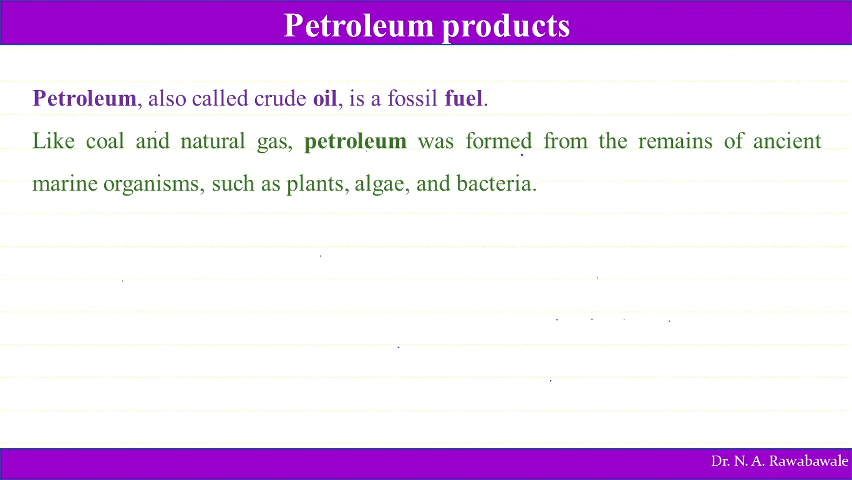 Petroleum products
Petroleum, also called crude oil, is a fossil fuel.
Like coal and natural gas, petroleum was formed from the remains of ancient
marine organisms, such as plants, algae, and bacteria.
Dr. N. A. Rawabawale